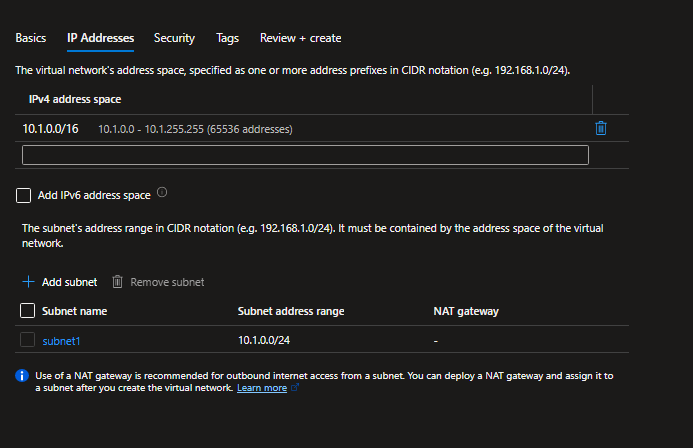 Basics IP Addresses Security Tags Review + create
The virtual network's address space, specified as one or more address prefixes in CIDR notation (e.g. 192.168.1.0/24).
IPv4 address space
10.1.0.0/16 10.1.0.0 - 10.1.255.255 (65536 addresses)
Add IPv6 address space
The subnet's address range in CIDR notation (e.g. 192.168.1.0/24). It must be contained by the address space of the virtual
network.
+ Add subnet Remove subnet
Subnet name Subnet address range NAT gateway
subnet1 10.1.0.0/24 -
Use of a NAT gateway is recommended for outbound internet access from a subnet. You can deploy a NAT gateway and assign it to
a subnet after you create the virtual network. Learn more